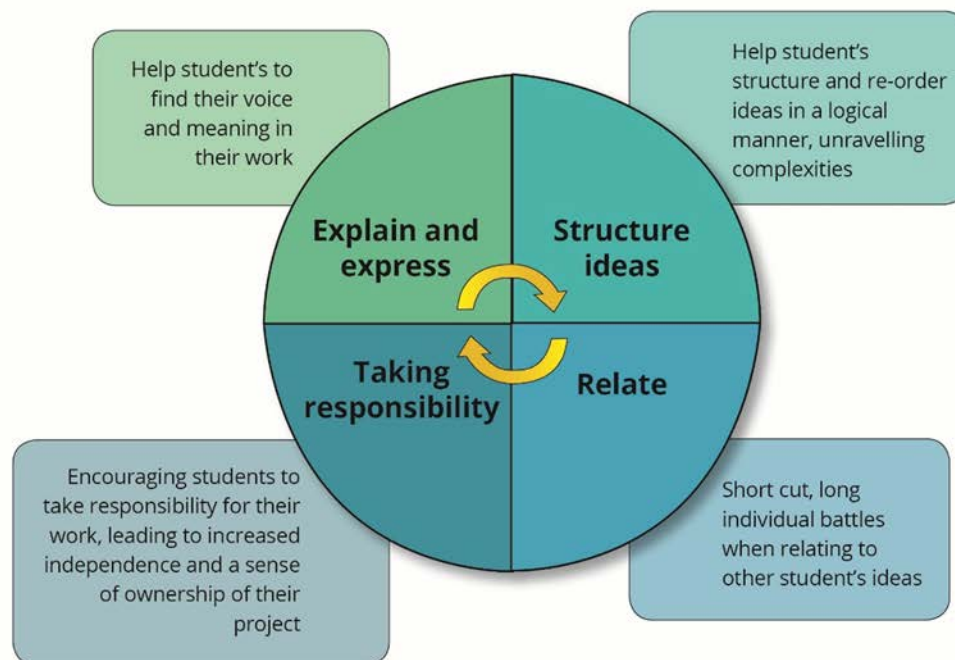 Help student's to
find their voice
and meaning in
their work
Help student's
structure and re-order
ideas in a logical
manner, unravelling
complexities
Explain and
express
Structure
ideas
Taking
responsibility
Relate
Encouraging students to
take responsibility for their
work, leading to increased
independence and a sense
of ownership of their
project
Short cut, long
individual battles
when relating to
other student's ideas